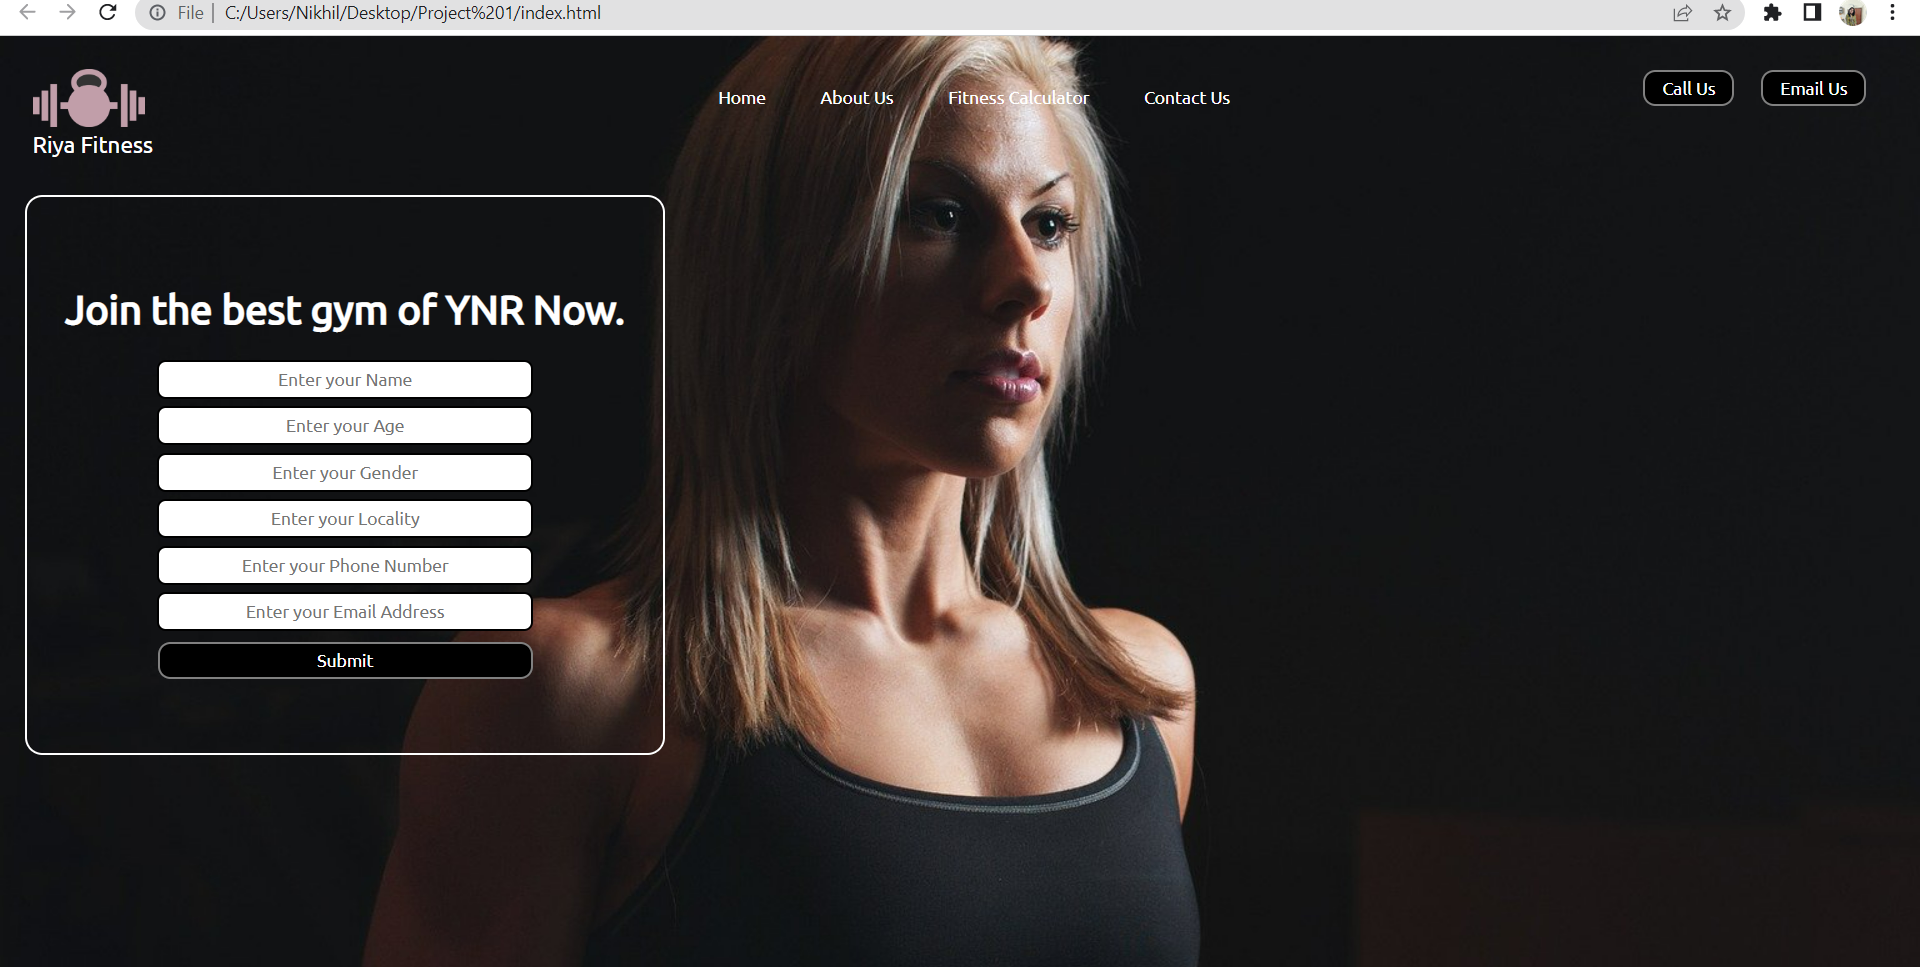 File | C:/Users/Nikhil/Desktop/Project%201/index.html
Home About Us Fitness Calculator Contact Us Call Us Email Us
Riya Fitness
Join the best gym of YNR Now.
Enter your Name
Enter your Age
Enter your Gender
Enter your Locality
Enter your Phone Number
Enter your Email Address
Submit